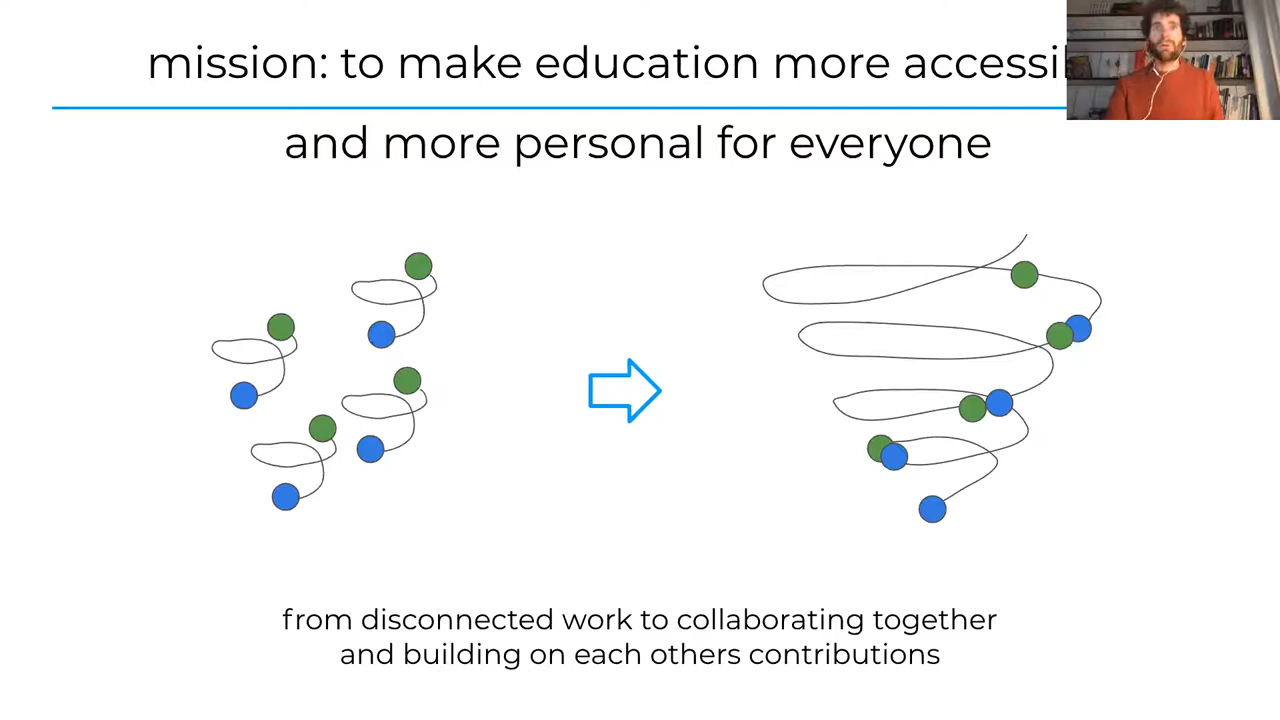 mission: to make education more accessi
and more personal for everyone
from disconnected work to collaborating together
and building on each others contributions